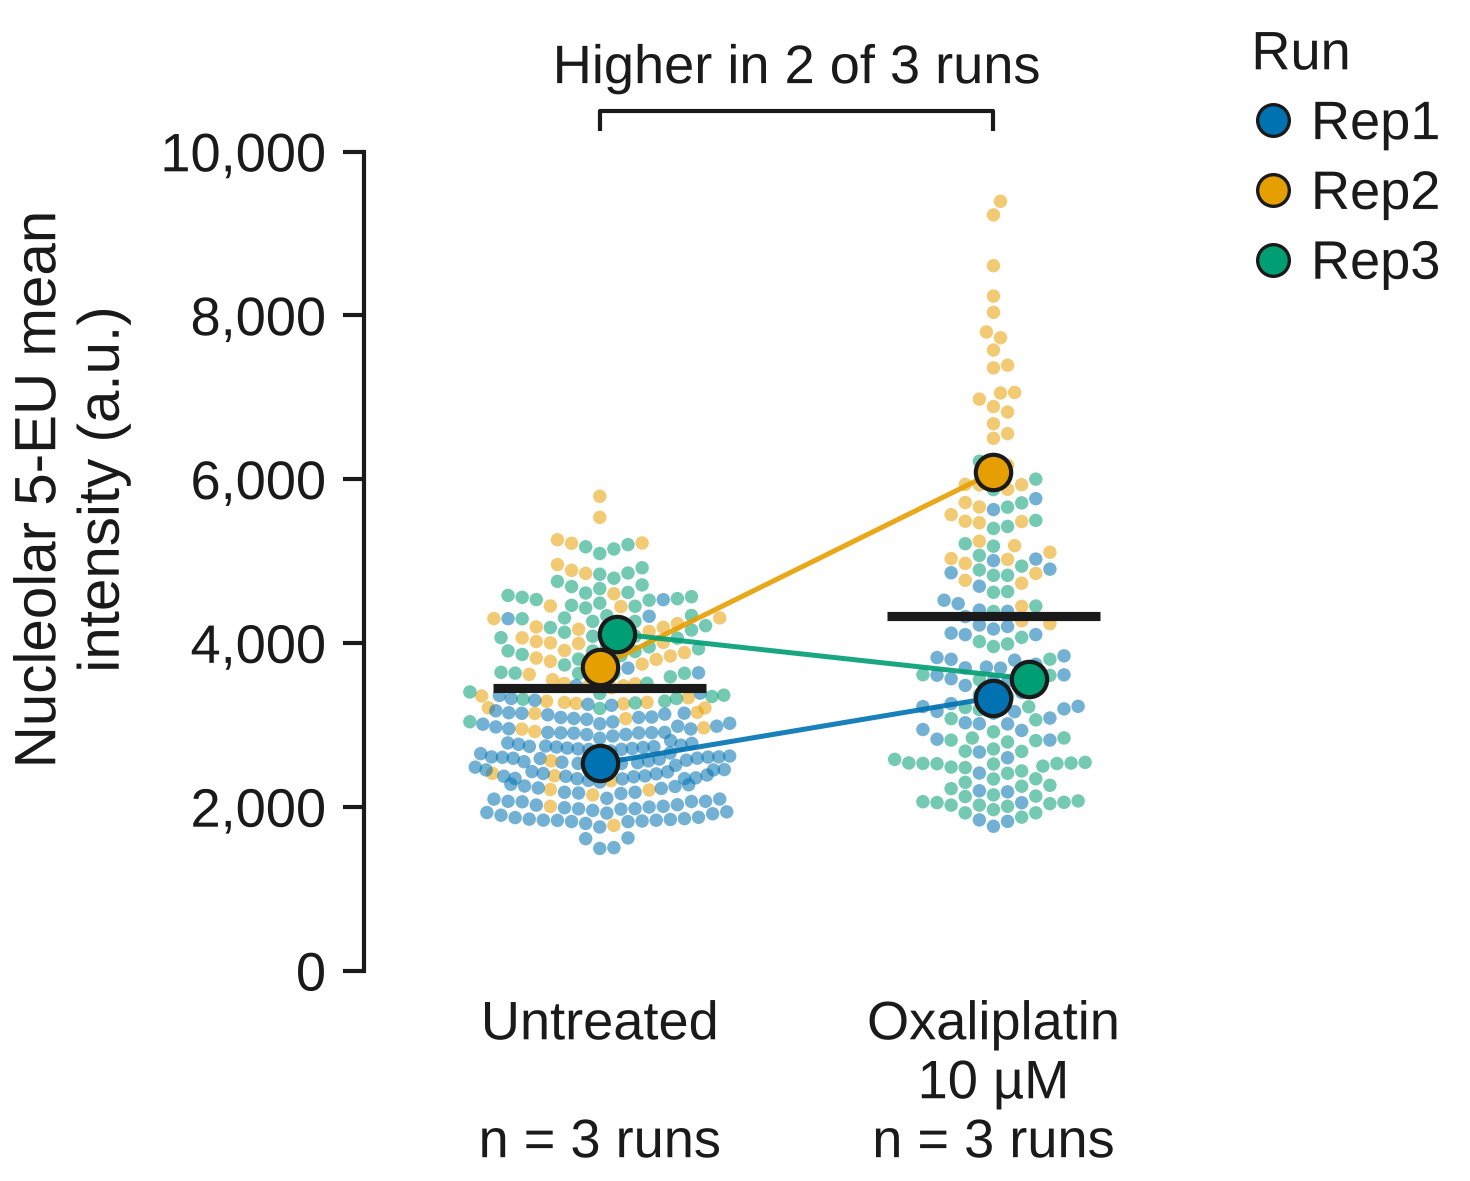 Higher in 2 of 3 runs
Run
Rep1
Rep2
Rep3
10,000
8,000
6,000
4,000
2,000
0
Nucleolar 5-EU mean
intensity (a.u.)
Untreated
n = 3 runs
Oxaliplatin
10 µM
n = 3 runs